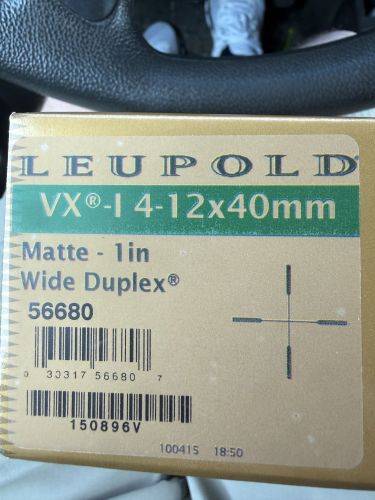 LEUPOLD®
VX®-I 4-12x40mm
Matte - 1in
Wide Duplex®
56680
0 30317 56680 7
150896V
100415 18:50